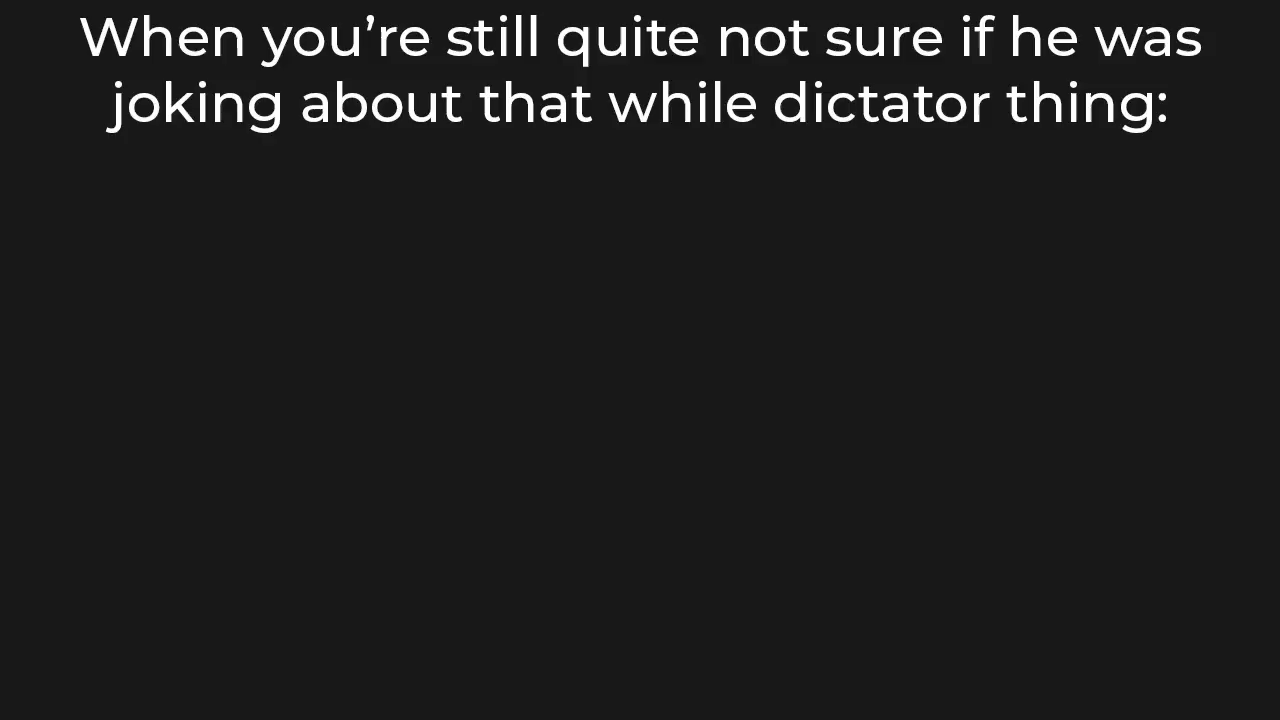 When you’re still quite not sure if he was
joking about that while dictator thing: